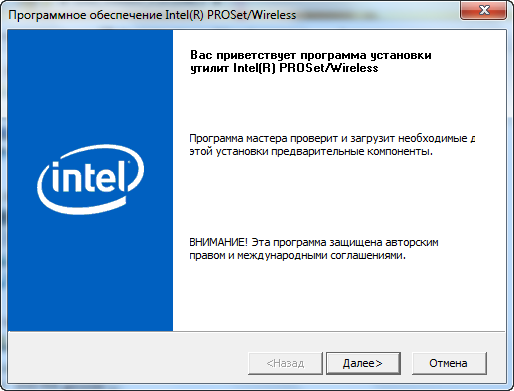 Программное обеспечение Intel(R) PROSet/Wireless
Вас приветствует программа установки
утилит Intel(R) PROSet/Wireless
Программа мастера проверит и загрузит необходимые д
этой установки предварительные компоненты.
intel
ВНИМАНИЕ! Эта программа защищена авторским
правом и международными соглашениями.
<Назад
Далее>
Отмена